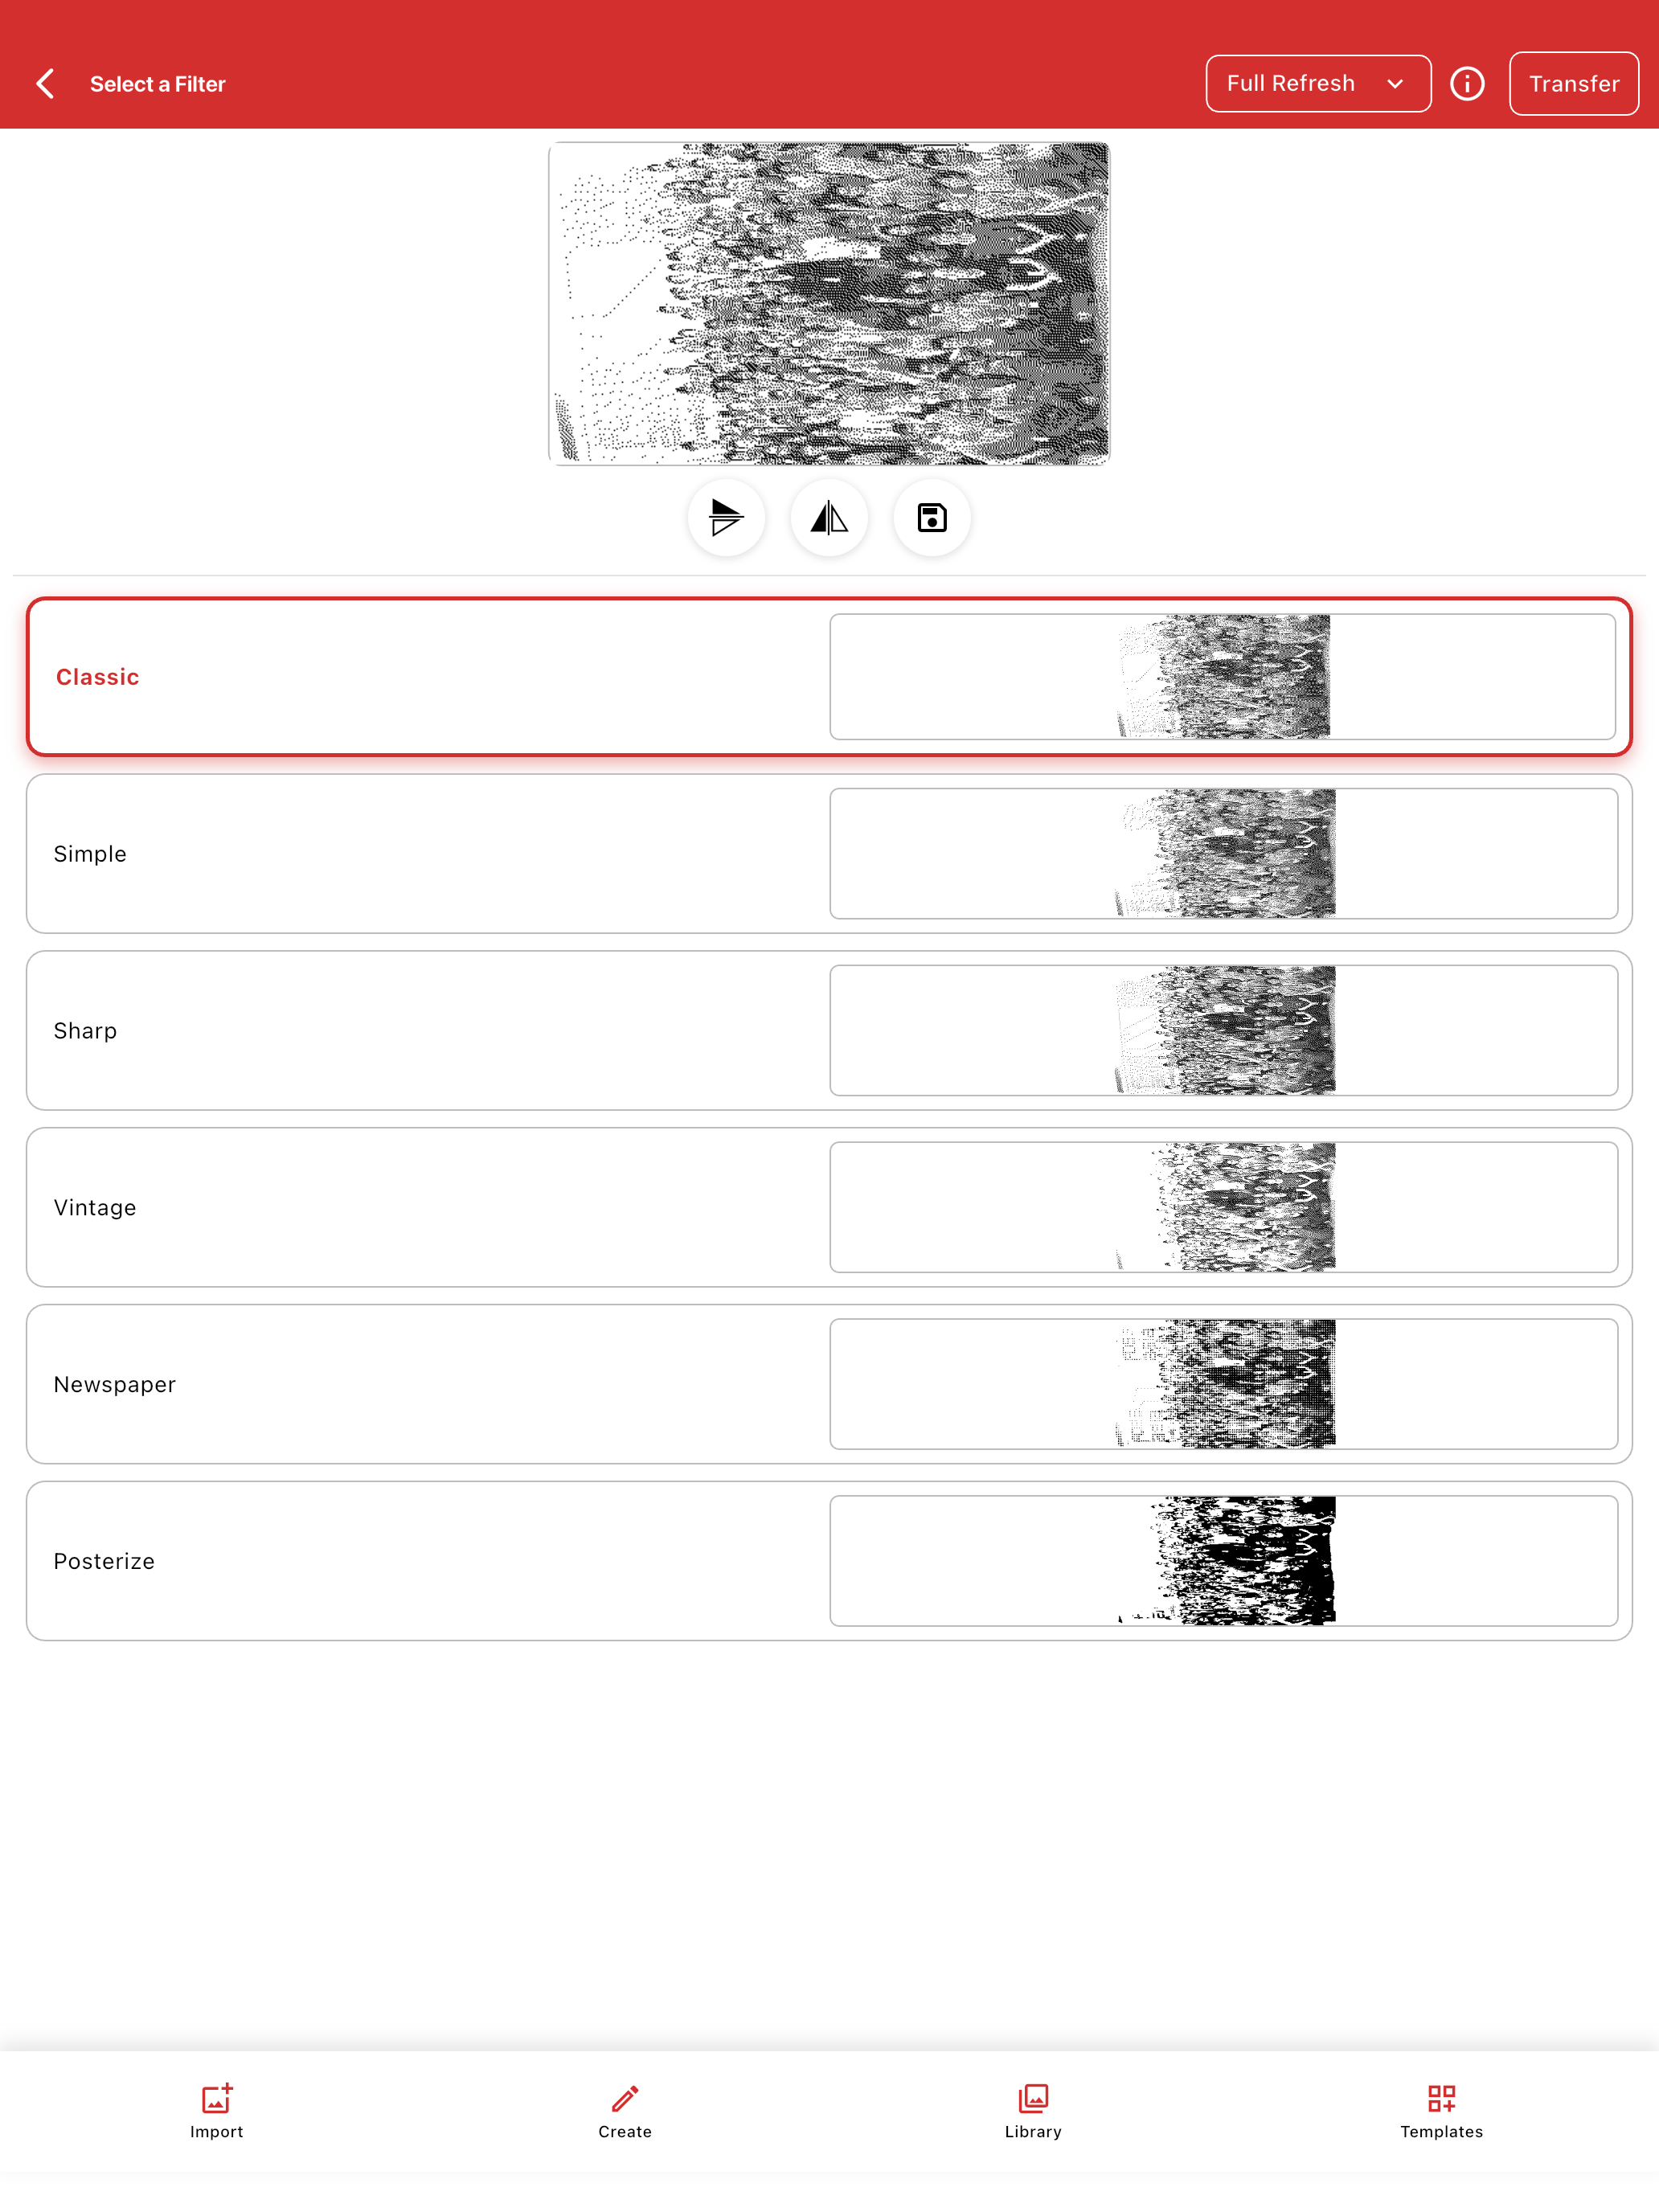 Select a Filter
Full Refresh
Transfer
Classic
Simple
Sharp
Vintage
Newspaper
Posterize
Import
Create
Library
Templates